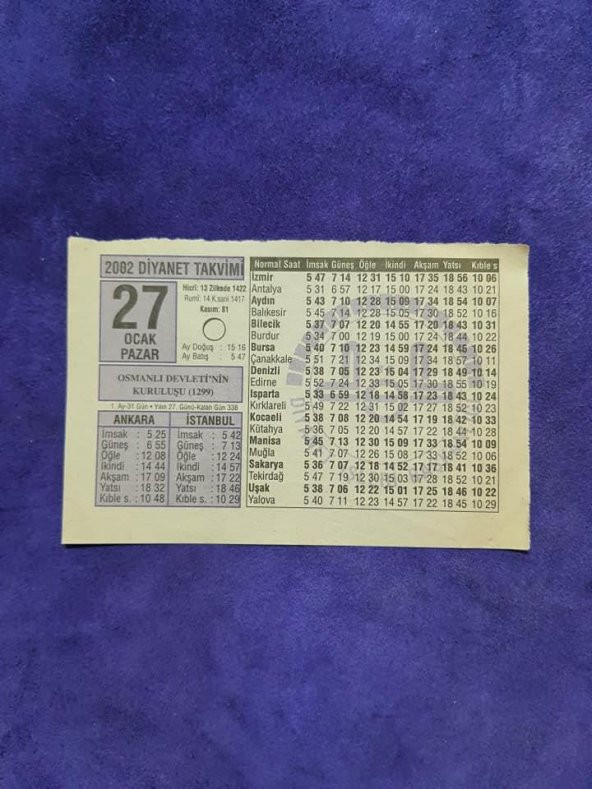 2002 DİYANET TAKVİMİ
27
OCAK
PAZAR
Hicrî: 13 Zilkade 1422
Rumî: 14 K.sani 1417
Kasım: 81
Ay Doğuş : 15 16
Ay Batış : 5 47
OSMANLI DEVLETİ'NİN
KURULUŞU (1299)
1. Ay-31 Gün • Yılın 27. Günü-Kalan Gün 338
ANKARA
İmsak : 5 25
Güneş : 6 55
Öğle : 12 08
İkindi : 14 44
Akşam : 17 09
Yatsı : 18 32
Kıble s. : 10 48
İSTANBUL
İmsak : 5 42
Güneş : 7 13
Öğle : 12 24
İkindi : 14 57
Akşam : 17 22
Yatsı : 18 46
Kıble s. : 10 29
Normal Saat İmsak Güneş Öğle İkindi Akşam Yatsı Kıble s.
İzmir 5 47 7 14 12 31 15 10 17 35 18 56 10 06
Antalya 5 31 6 57 12 17 15 01 17 24 18 43 10 21
Aydın 5 43 7 10 12 28 15 09 17 34 18 54 10 07
Balıkesir 5 45 7 14 12 28 15 05 17 30 18 52 10 13
Bilecik 5 37 7 07 12 20 14 55 17 20 18 43 10 31
Burdur 5 34 7 00 12 19 15 00 17 24 18 44 10 22
Bursa 5 40 7 10 12 23 14 59 17 24 18 45 10 26
Çanakkale 5 51 7 21 12 34 15 09 17 34 18 57 10 11
Denizli 5 38 7 05 12 23 15 04 17 29 18 49 10 14
Edirne 5 52 7 24 12 33 15 05 17 30 18 55 10 19
Isparta 5 33 6 59 12 18 14 58 17 23 18 43 10 24
Kırklareli 5 49 7 22 12 31 15 02 17 27 18 52 10 23
Kocaeli 5 38 7 08 12 20 14 54 17 19 18 42 10 33
Kütahya 5 36 7 05 12 20 14 57 17 22 18 44 10 24
Manisa 5 45 7 13 12 30 15 09 17 33 18 54 10 09
Muğla 5 41 7 07 12 26 15 08 17 33 18 52 10 06
Sakarya 5 36 7 07 12 18 14 52 17 17 18 41 10 36
Tekirdağ 5 47 7 19 12 30 15 03 17 27 18 52 10 21
Uşak 5 38 7 06 12 22 15 01 17 25 18 46 10 22
Yalova 5 40 7 11 12 23 14 57 17 22 18 45 10 29